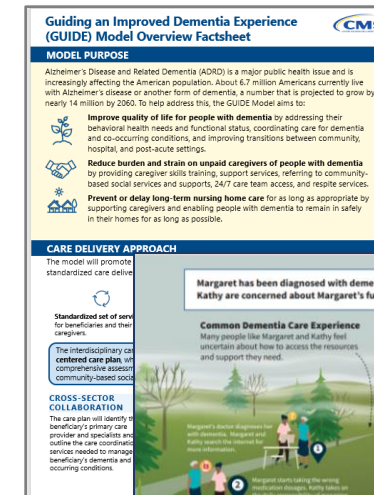 Guiding an Improved Dementia Experience
(GUIDE) Model Overview Factsheet
CMS
MODEL PURPOSE
Alzheimer's Disease and Related Dementia (ADRD) is a major public health issue and is
increasingly affecting the American population. About 6.7 million Americans currently live
with Alzheimer's disease or another form of dementia, a number that is projected to grow by
nearly 14 million by 2060. To help address this, the GUIDE Model aims to:
Improve quality of life for people with dementia by addressing their
behavioral health needs and functional status, coordinating care for dementia
and co-occurring conditions, and improving transitions between community,
hospital, and post-acute settings.
Reduce burden and strain on unpaid caregivers of people with dementia
by providing caregiver skills training, support services, referring to community-
based social services and supports, 24/7 care team access, and respite services.
Prevent or delay long-term nursing home care for as long as appropriate by
supporting caregivers and enabling people with dementia to remain in safely
in their homes for as long as possible.
CARE DELIVERY APPROACH
The model will promote
standardized care delive
Standardized set of servi
for beneficiaries and their
caregivers.
The interdisciplinary car
centered care plan, wh
comprehensive assessm
community-based socia
CROSS-SECTOR
COLLABORATION
The care plan will identify th
beneficiary's primary care
provider and specialists and
outline the care coordinatio
services needed to manage
beneficiary's dementia and
occurring conditions.
Margaret has been diagnosed with deme
Kathy are concerned about Margaret's fu
Common Dementia Care Experience
Many people like Margaret and Kathy feel
uncertain about how to access the resources
and support they need.
Margaret's doctor diagnoses her
with dementia. Margaret and
Kathy search the internet for
more information.
1
2
Margaret starts taking the wrong
medication dosages. Kathy takes on